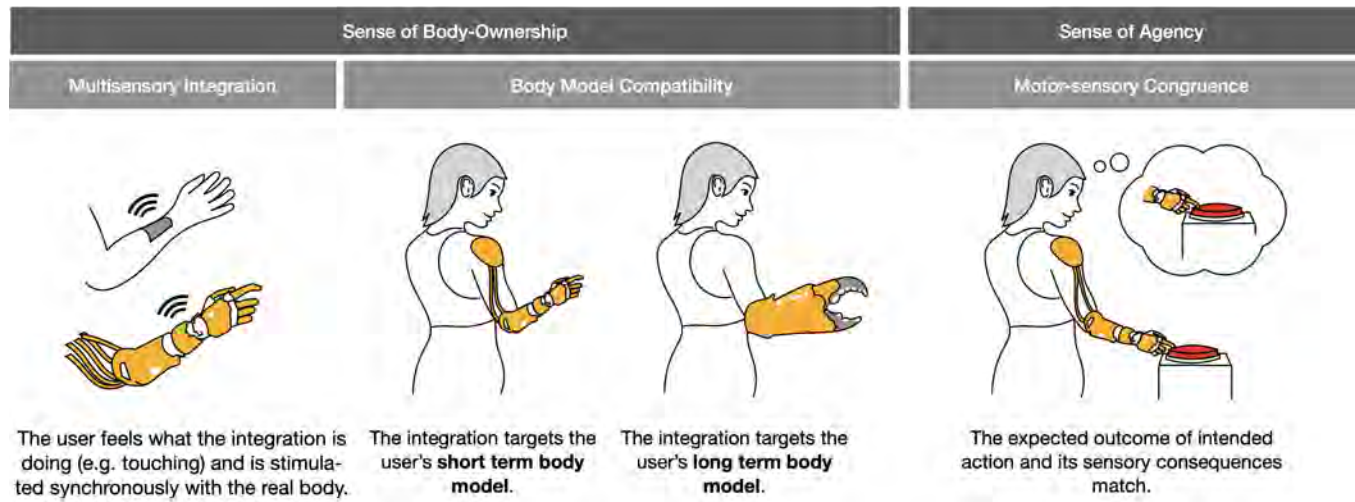 Sense of Body-Ownership
Sense of Agency
Multisensory Integration
Body Model Compatibility
Motor-sensory Congruence
The user feels what the integration is
doing (e.g. touching) and is stimula-
ted synchronously with the real body.
The integration targets the
user's short term body
model.
The integration targets the
user's long term body
model.
The expected outcome of intended
action and its sensory consequences
match.